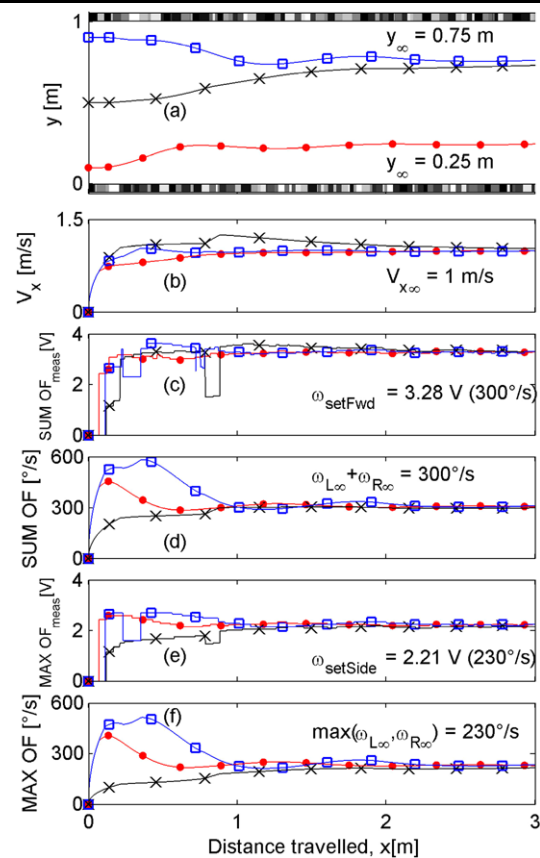 1
y [m]
0
y∞ = 0.75 m
(a)
y∞ = 0.25 m
1.5
Vx [m/s]
0
(b)
Vx∞ = 1 m/s
4
2
0
SUM OFmeas[V]
(c)
ωsetFwd = 3.28 V (300°/s)
600
300
0
SUM OF [°/s]
ωL∞+ωR∞ = 300°/s
(d)
4
2
0
MAX OFmeas[V]
(e)
ωsetSide = 2.21 V (230°/s)
600
300
0
MAX OF [°/s]
(f)
max(ωL∞,ωR∞) = 230°/s
0 1 2 3
Distance travelled, x[m]